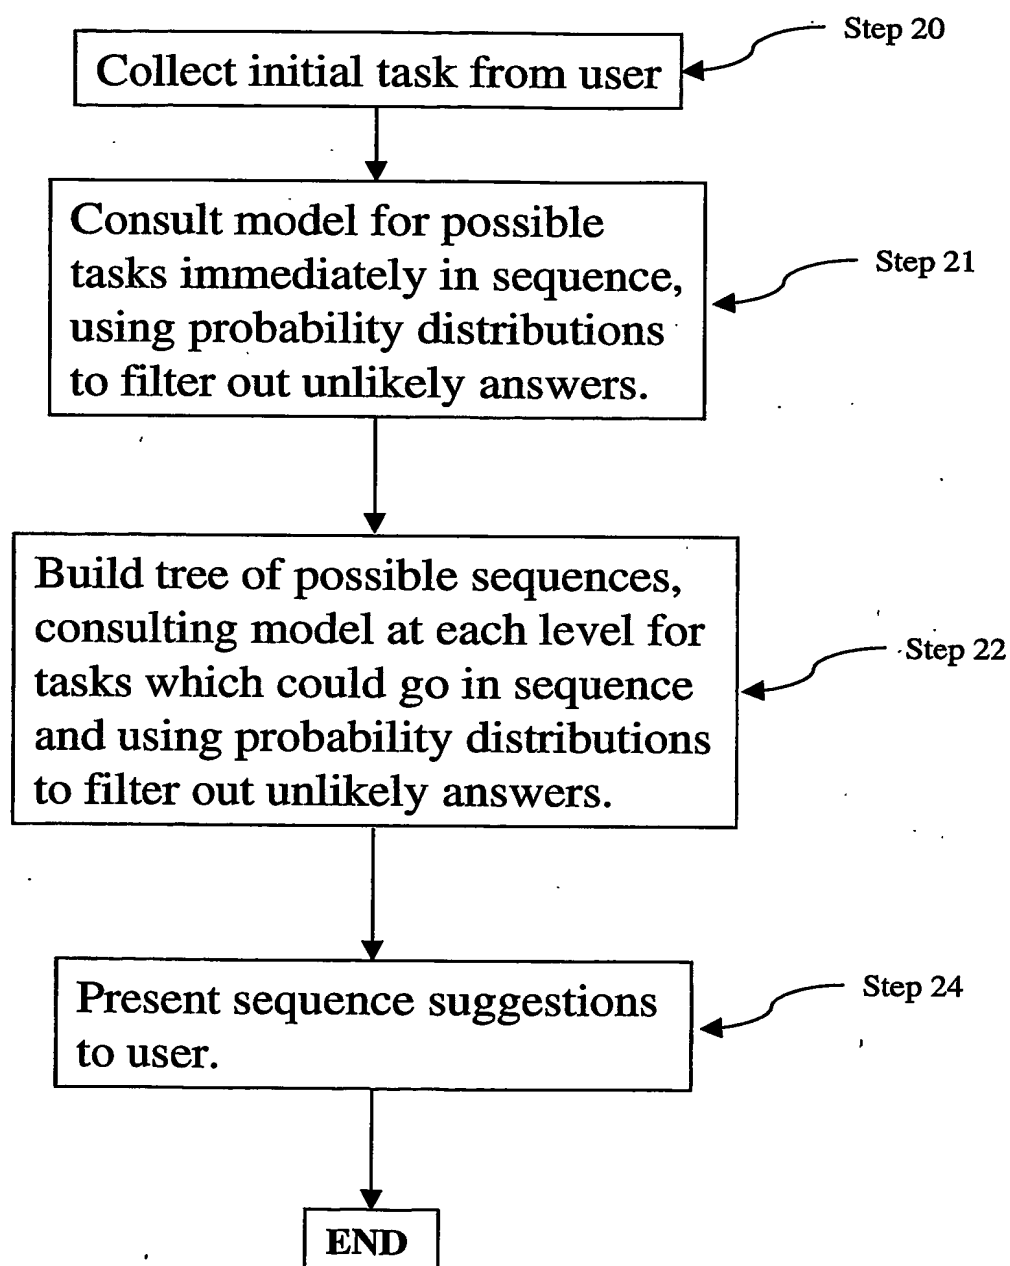 Step 20
Collect initial task from user
Consult model for possible
tasks immediately in sequence,
using probability distributions
to filter out unlikely answers.
Step 21
Build tree of possible sequences,
consulting model at each level for
tasks which could go in sequence
and using probability distributions
to filter out unlikely answers.
Step 22
Present sequence suggestions
to user.
Step 24
END